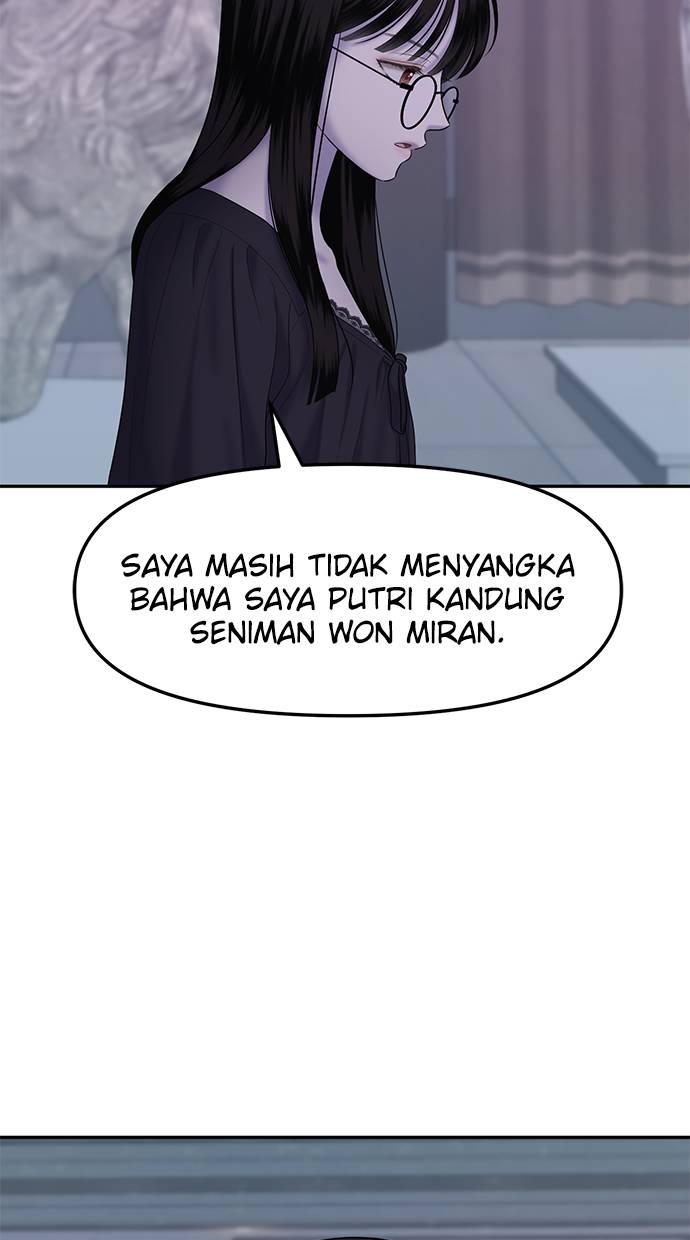 SAYA MASIH TIDAK MENYANGKA
BAHWA SAYA PUTRI KANDUNG
SENIMAN WON MIRAN.